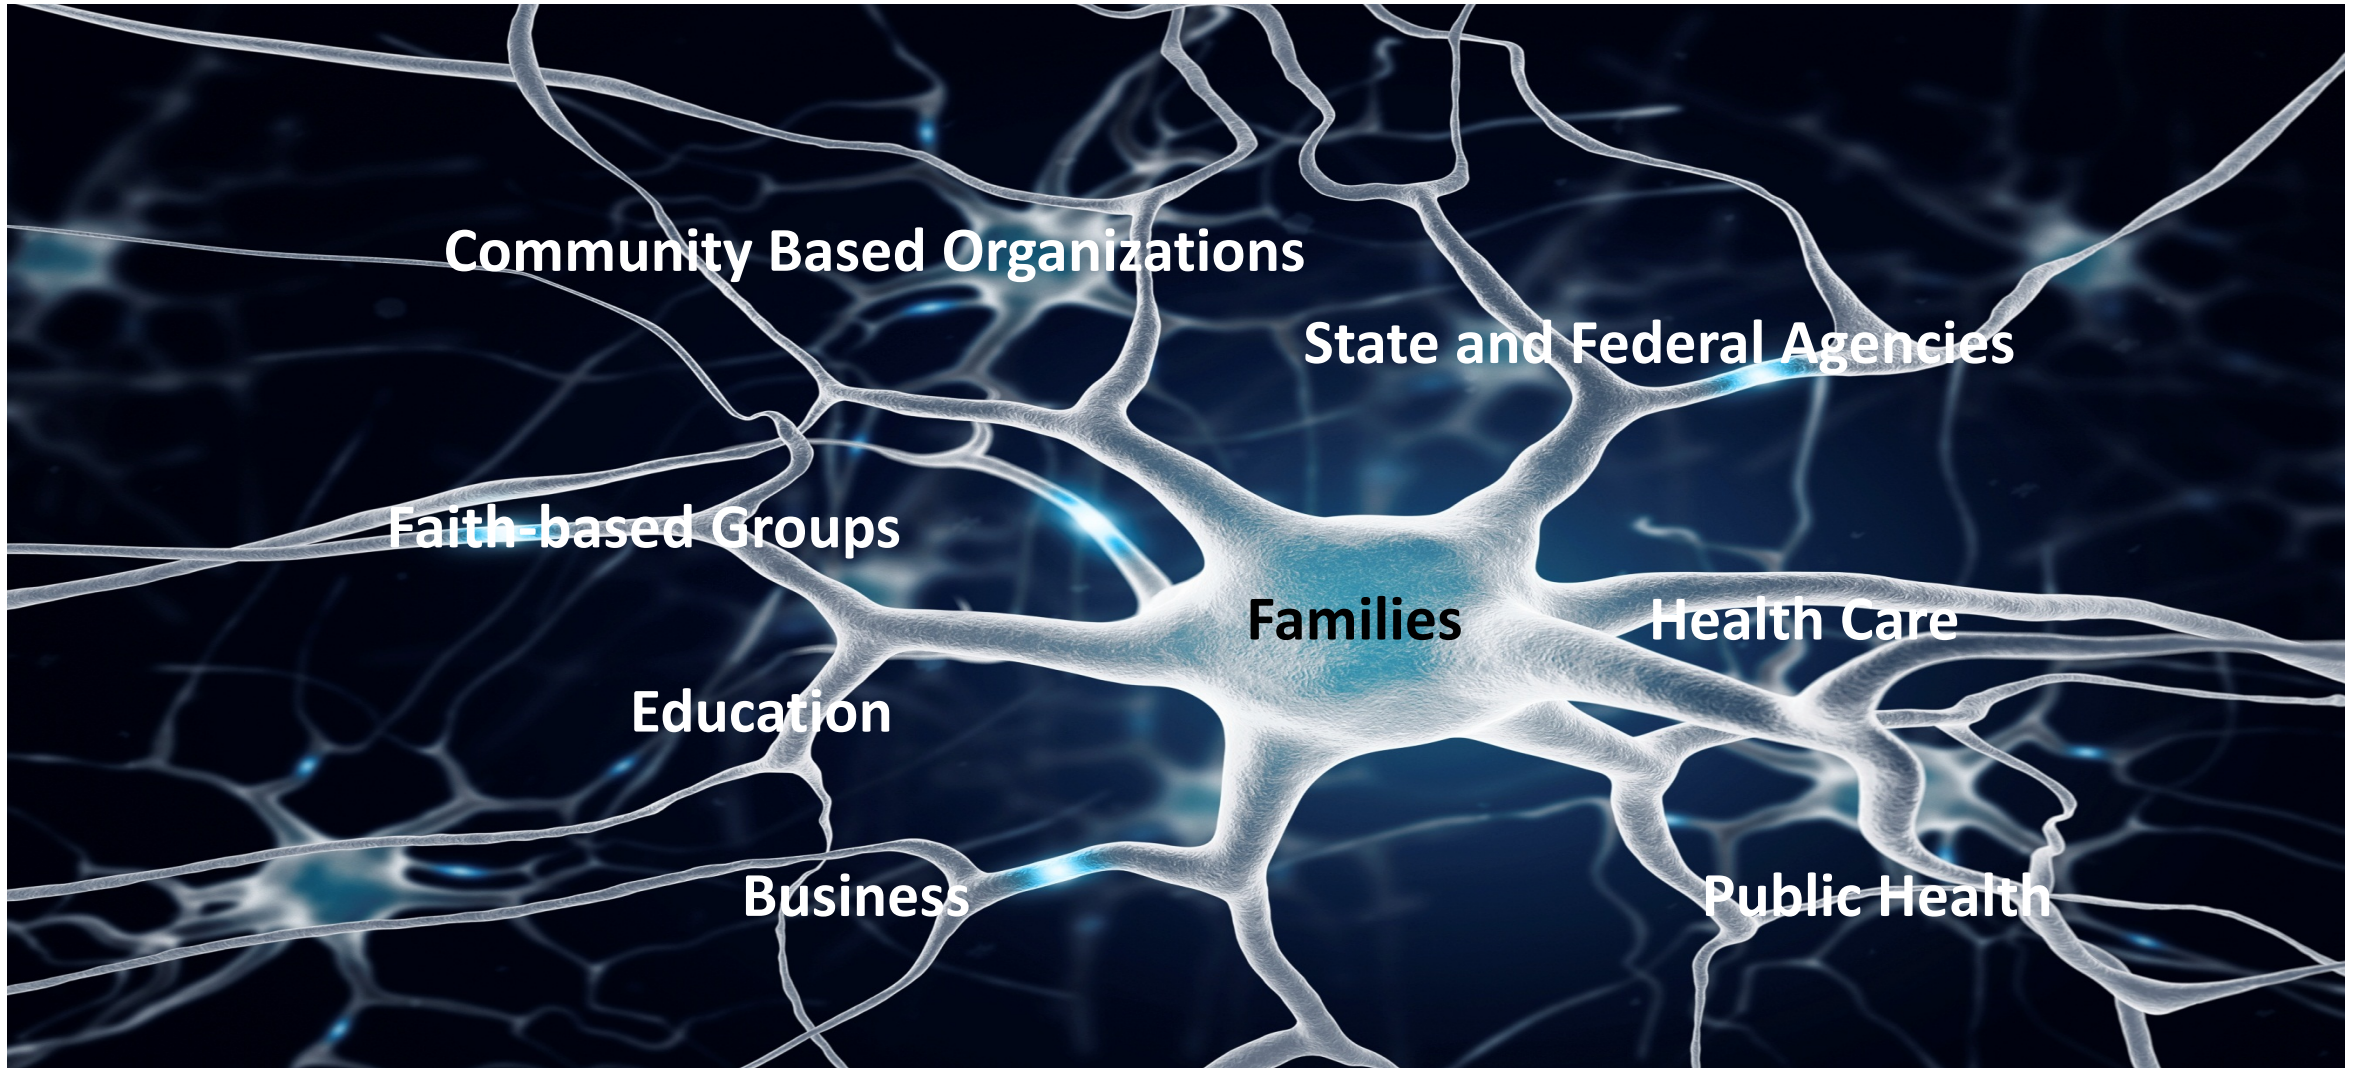 Community Based Organizations
State and Federal Agencies
Faith-based Groups
Families
Health Care
Education
Business
Public Health